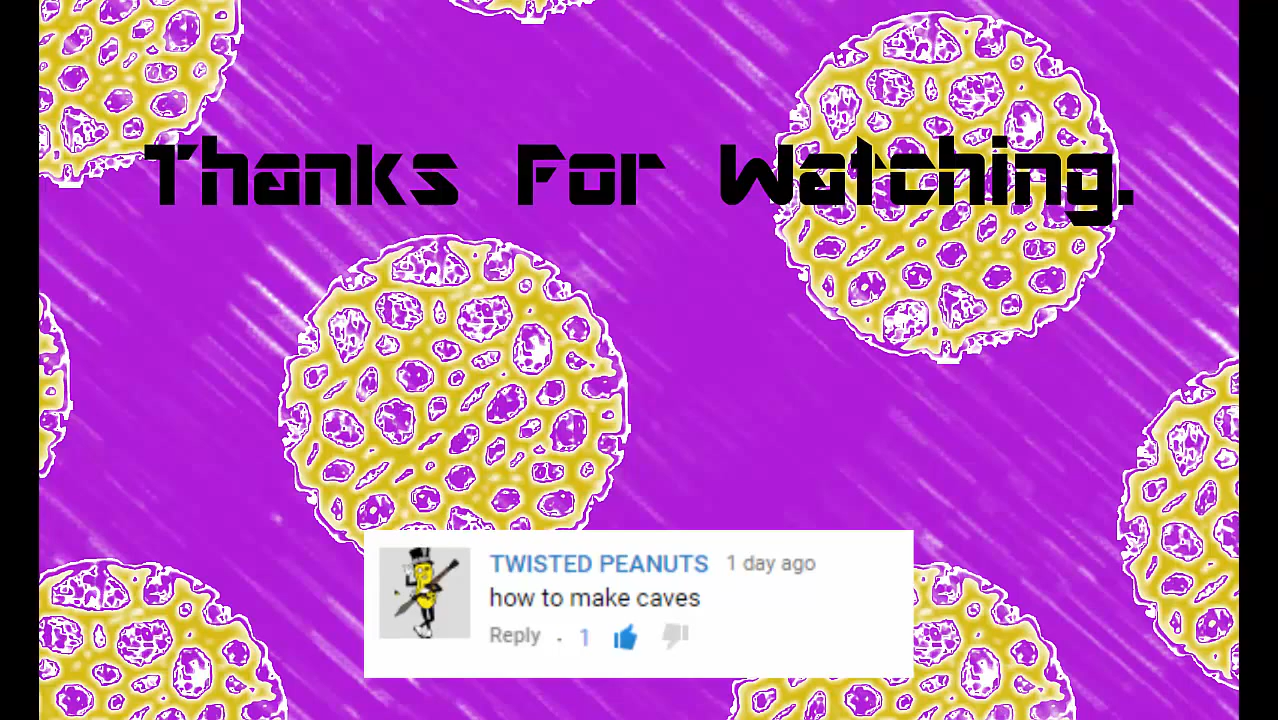 Thanks For Watching.
TWISTED PEANUTS 1 day ago
how to make caves
Reply . 1